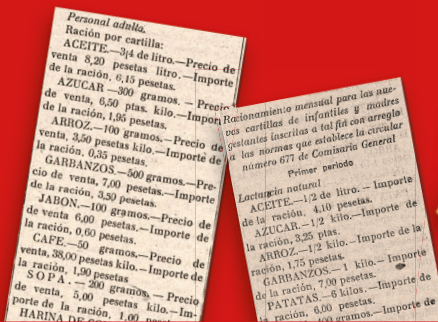 Personal adulto.
Ración por cartilla:
ACEITE.—3/4 de litro.—Precio de
venta 8,20 pesetas litro.—Importe
de la ración, 6,15 pesetas.
AZUCAR —300 gramos. — Precio
de venta, 6,50 ptas. kilo.—Importe
de la ración, 1,95 pesetas.
ARROZ.—100 gramos.—Precio de
venta, 3,50 pesetas kilo.—Importe de
la ración, 0,35 pesetas.
GARBANZOS.—500 gramos.—Pre-
cio de venta, 7,00 pesetas.—Importe
de la ración, 3,50 pesetas.
JABON.—100 gramos.—Precio de
de venta 6,00 pesetas.—Importe de
la ración, 0,60 pesetas.
CAFE.—50 gramos.—Precio de
venta, 38,00 pesetas kilo.—Importe de
la ración, 1,90 pesetas.
SOPA.—200 gramos.—Precio
de venta, 5,00 pesetas kilo.—Im-
porte de la ración, 1,00
HARINA DE
Racionamiento mensual para las nue-
vas cartillas de infantiles y madres
gestantes inscritas a tal fin con arreglo
a las normas que establece la circular
número 677 de Comisaría General
Primer período
Lactancia natural
ACEITE.—1/2 de litro. — Importe
de la ración, 4,10 pesetas.
AZUCAR.—1/2 kilo.—Importe de
la ración, 3,25 ptas.
ARROZ.—1/2 kilo.—Importe de la
ración, 1,75 pesetas.
GARBANZOS.—1 kilo.— Importe
de la ración, 7,00 pesetas.
PATATAS.—6 kilos.—Importe de
la ración, 6,00 pesetas.
100 gramos.—Importe de